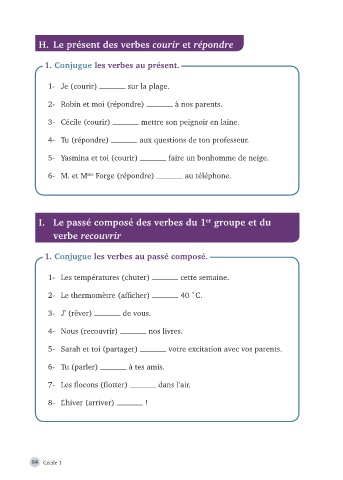 H. Le présent des verbes courir et répondre
1. Conjugue les verbes au présent.
1- Je (courir) ______ sur la plage.
2- Robin et moi (répondre) ______ à nos parents.
3- Cécile (courir) ______ mettre son peignoir en laine.
4- Tu (répondre) ______ aux questions de ton professeur.
5- Yasmina et toi (courir) ______ faire un bonhomme de neige.
6- M. et Mme Forge (répondre) ______ au téléphone.
I. Le passé composé des verbes du 1er groupe et du
verbe recouvrir
1. Conjugue les verbes au passé composé.
1- Les températures (chuter) ______ cette semaine.
2- Le thermomètre (afficher) ______ 40 °C.
3- J' (rêver) ______ de vous.
4- Nous (recouvrir) ______ nos livres.
5- Sarah et toi (partager) ______ votre excitation avec vos parents.
6- Tu (parler) ______ à tes amis.
7- Les flocons (flotter) ______ dans l'air.
8- L'hiver (arriver) ______ !
64 Cécile 1